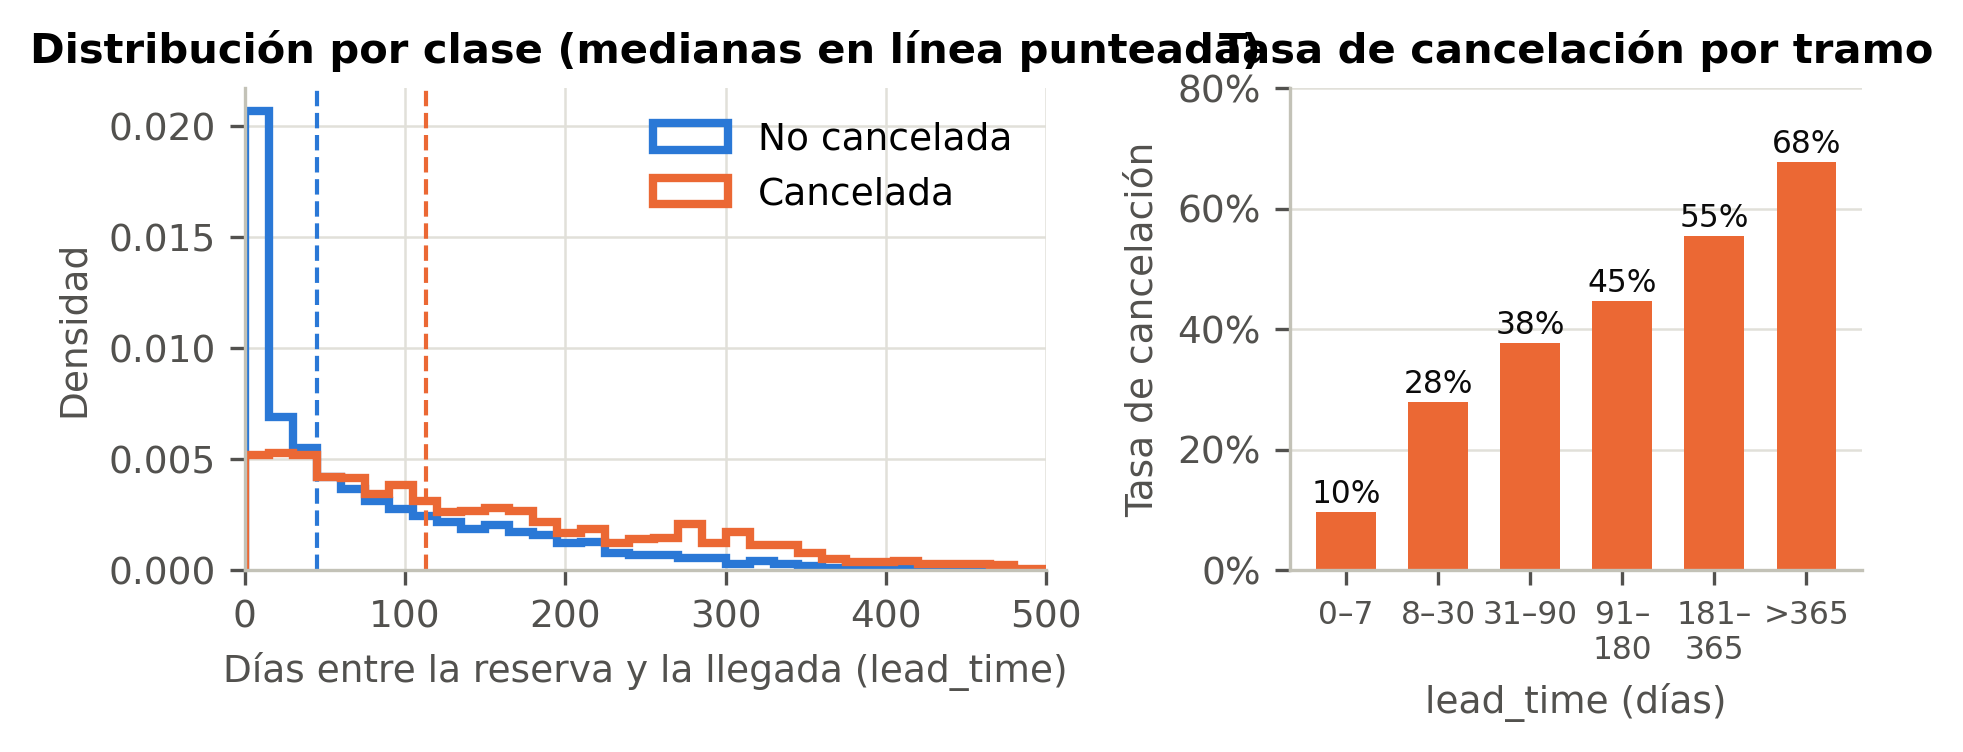 Distribución por clase (medianas en línea punteada)
0.020
0.015
0.010
0.005
0.000
Densidad
No cancelada
Cancelada
0 100 200 300 400 500
Días entre la reserva y la llegada (lead_time)
Tasa de cancelación por tramo
80%
60%
40%
20%
0%
Tasa de cancelación
10%
28%
38%
45%
55%
68%
0–7 8–30 31–90 91– 181– >365
180 365
lead_time (días)